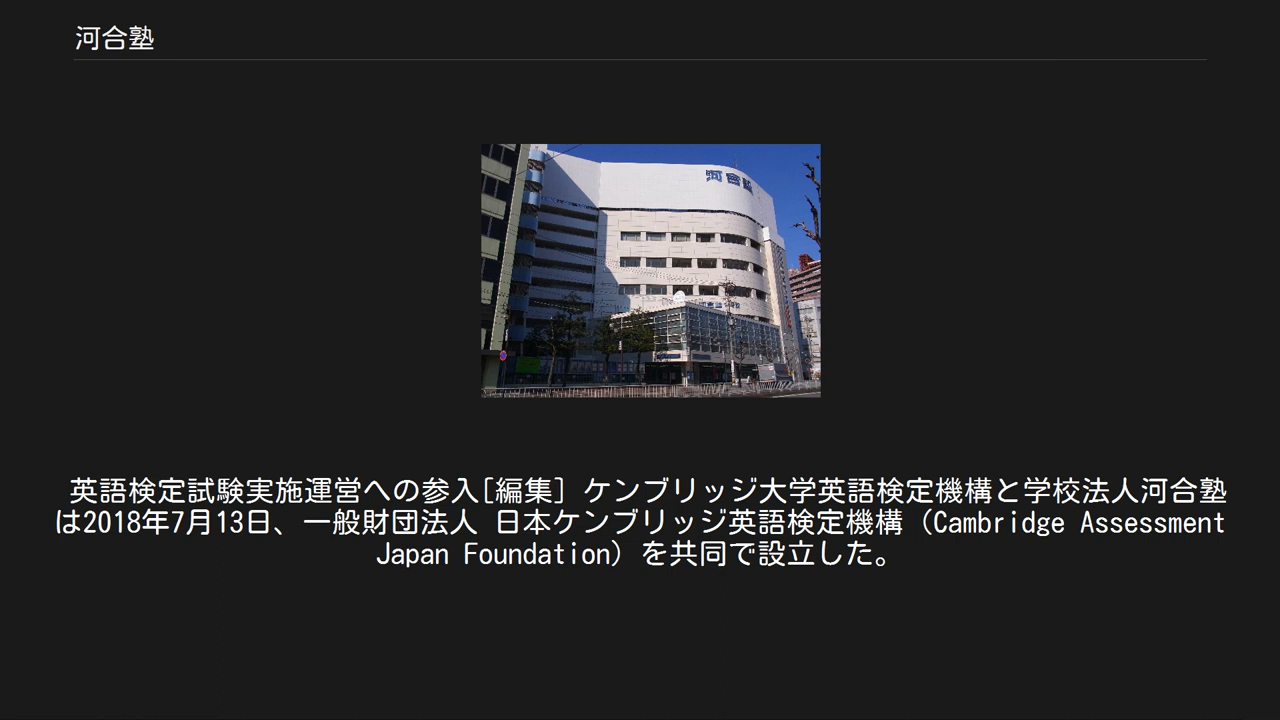 河合塾
河合塾
英語検定試験実施運営への参入[編集] ケンブリッジ大学英語検定機構と学校法人河合塾
は2018年7月13日、一般財団法人 日本ケンブリッジ英語検定機構（Cambridge Assessment
Japan Foundation）を共同で設立した。